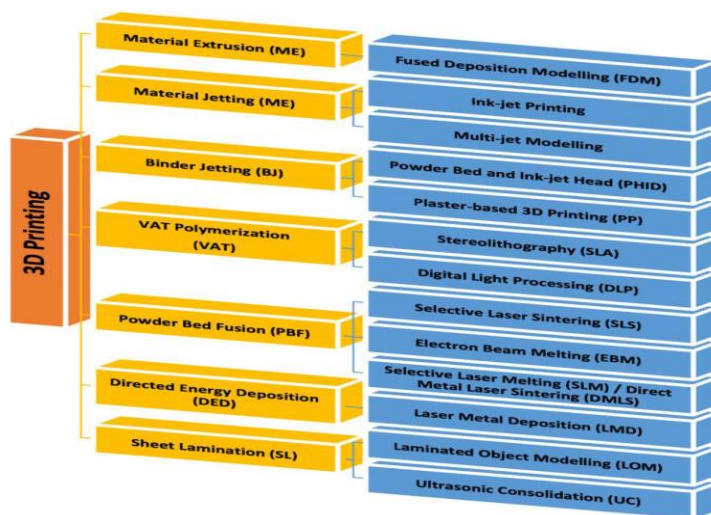 3D Printing
Material Extrusion (ME)
Fused Deposition Modelling (FDM)
Material Jetting (ME)
Ink-jet Printing
Multi-jet Modelling
Binder Jetting (BJ)
Powder Bed and Ink-jet Head (PHID)
Plaster-based 3D Printing (PP)
VAT Polymerization
(VAT)
Stereolithography (SLA)
Digital Light Processing (DLP)
Powder Bed Fusion (PBF)
Selective Laser Sintering (SLS)
Electron Beam Melting (EBM)
Selective Laser Melting (SLM) / Direct
Metal Laser Sintering (DMLS)
Directed Energy Deposition
(DED)
Laser Metal Deposition (LMD)
Sheet Lamination (SL)
Laminated Object Modelling (LOM)
Ultrasonic Consolidation (UC)